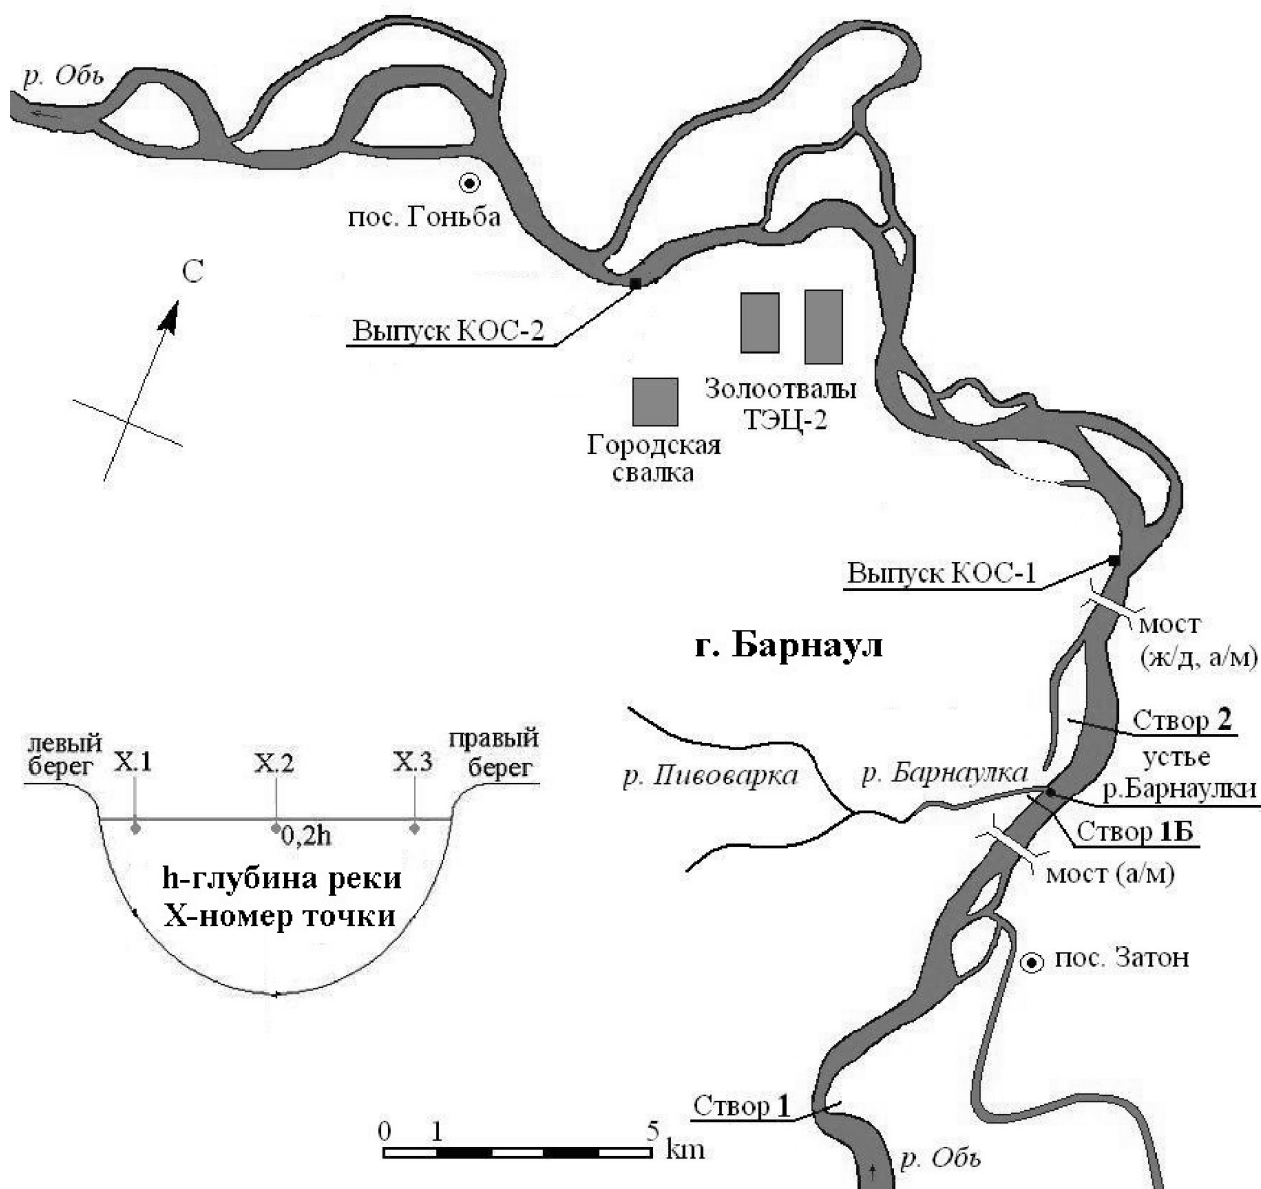 р. Обь
пос. Гоньба
С
Выпуск КОС-2
Золоотвалы
ТЭЦ-2
Городская
свалка
Выпуск КОС-1
мост
(ж/д, а/м)
г. Барнаул
Створ 2
устье
р.Барнаулки
р. Пивоварка
р. Барнаулка
Створ 1Б
мост (а/м)
левый
берег
X.1
X.2
X.3
правый
берег
0,2h
h-глубина реки
X-номер точки
пос. Затон
Створ 1
0 1 5
km
р. Обь